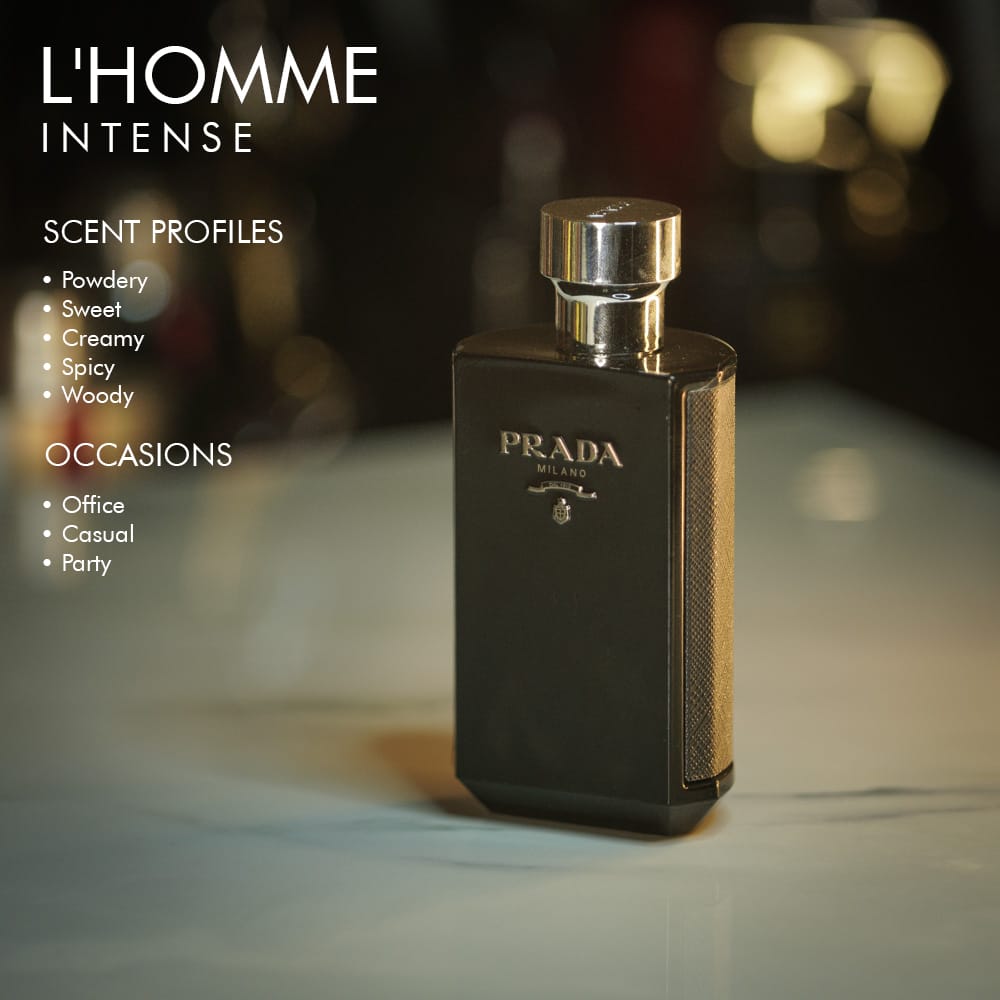 L'HOMME
INTENSE
SCENT PROFILES
• Powdery
• Sweet
• Creamy
• Spicy
• Woody
OCCASIONS
• Office
• Casual
• Party
PRADA
MILANO